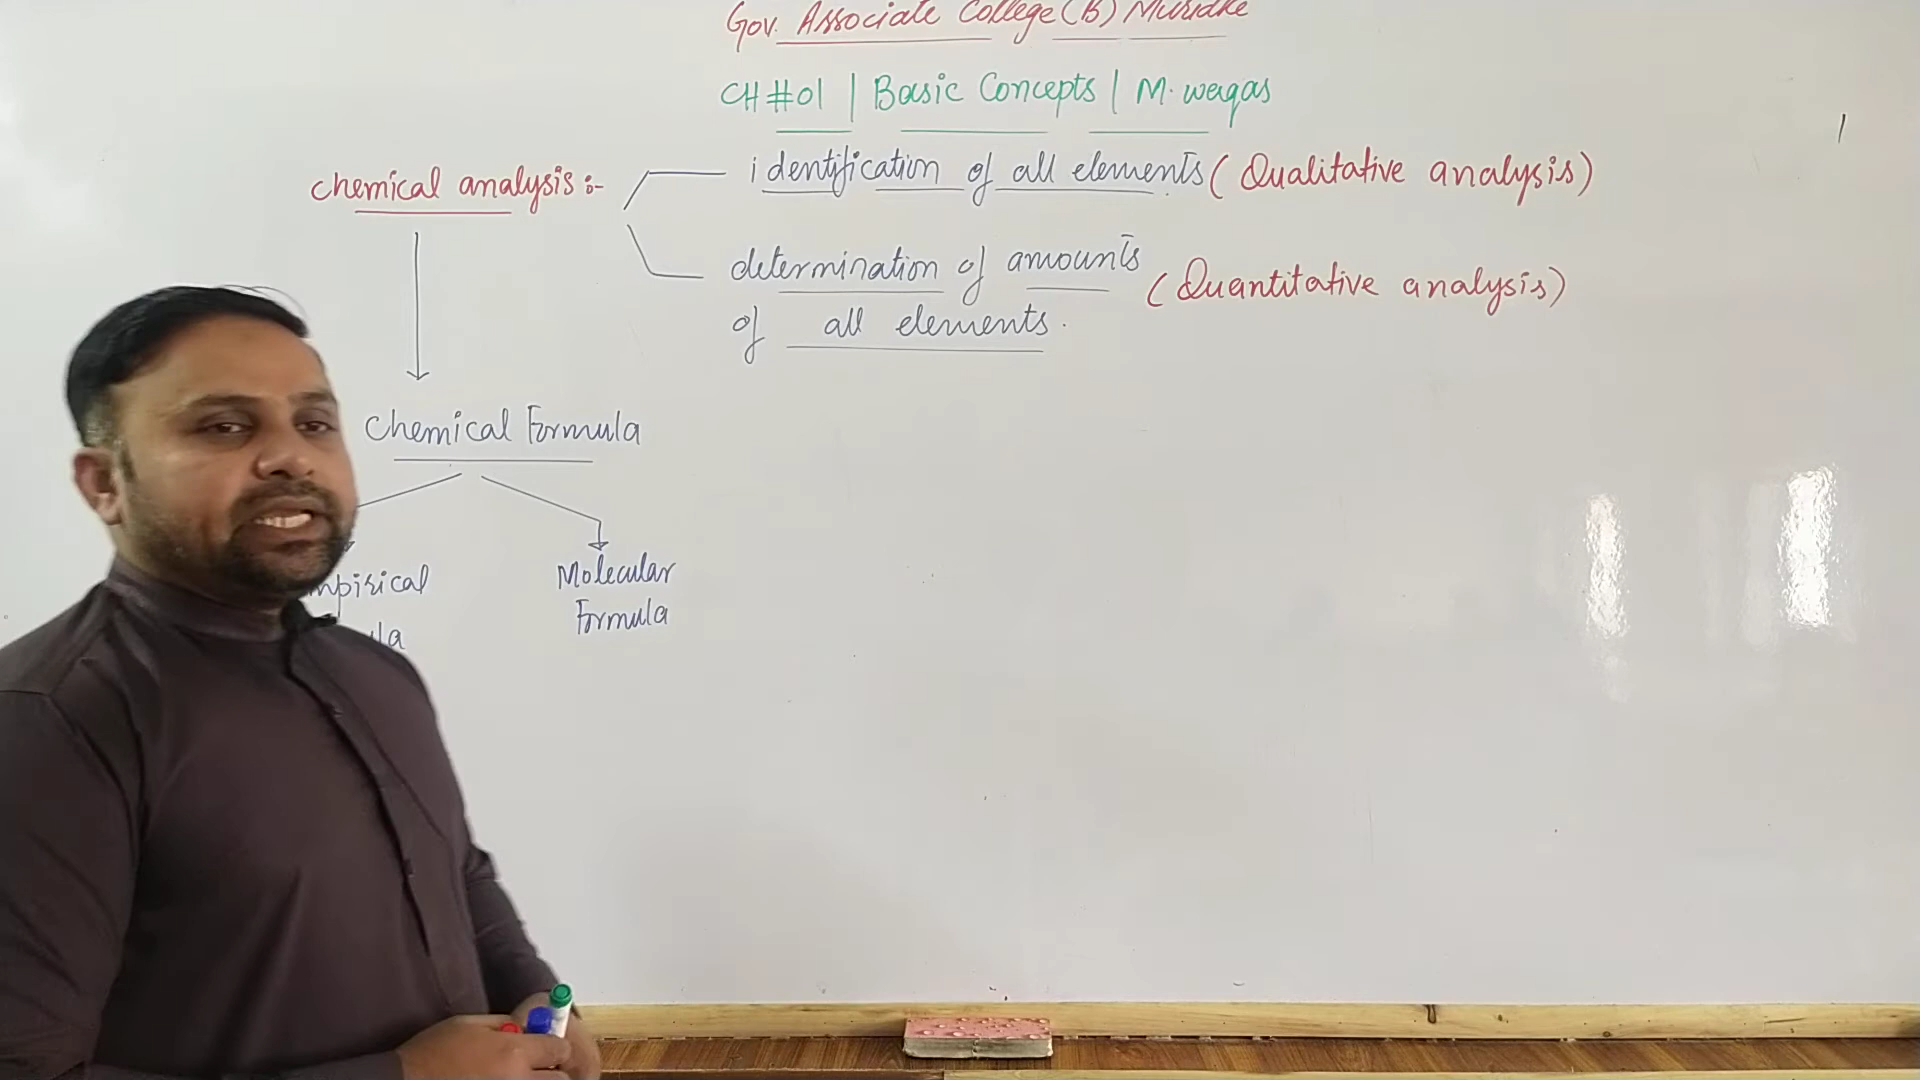 Gov. Associate College (B) Muridke
CH #01 | Basic Concepts | M. waqas
chemical analysis :-
identification of all elements (Qualitative analysis)
determination of amounts
of all elements.
(Quantitative analysis)
Chemical Formula
mpirical
ula
Molecular
Formula